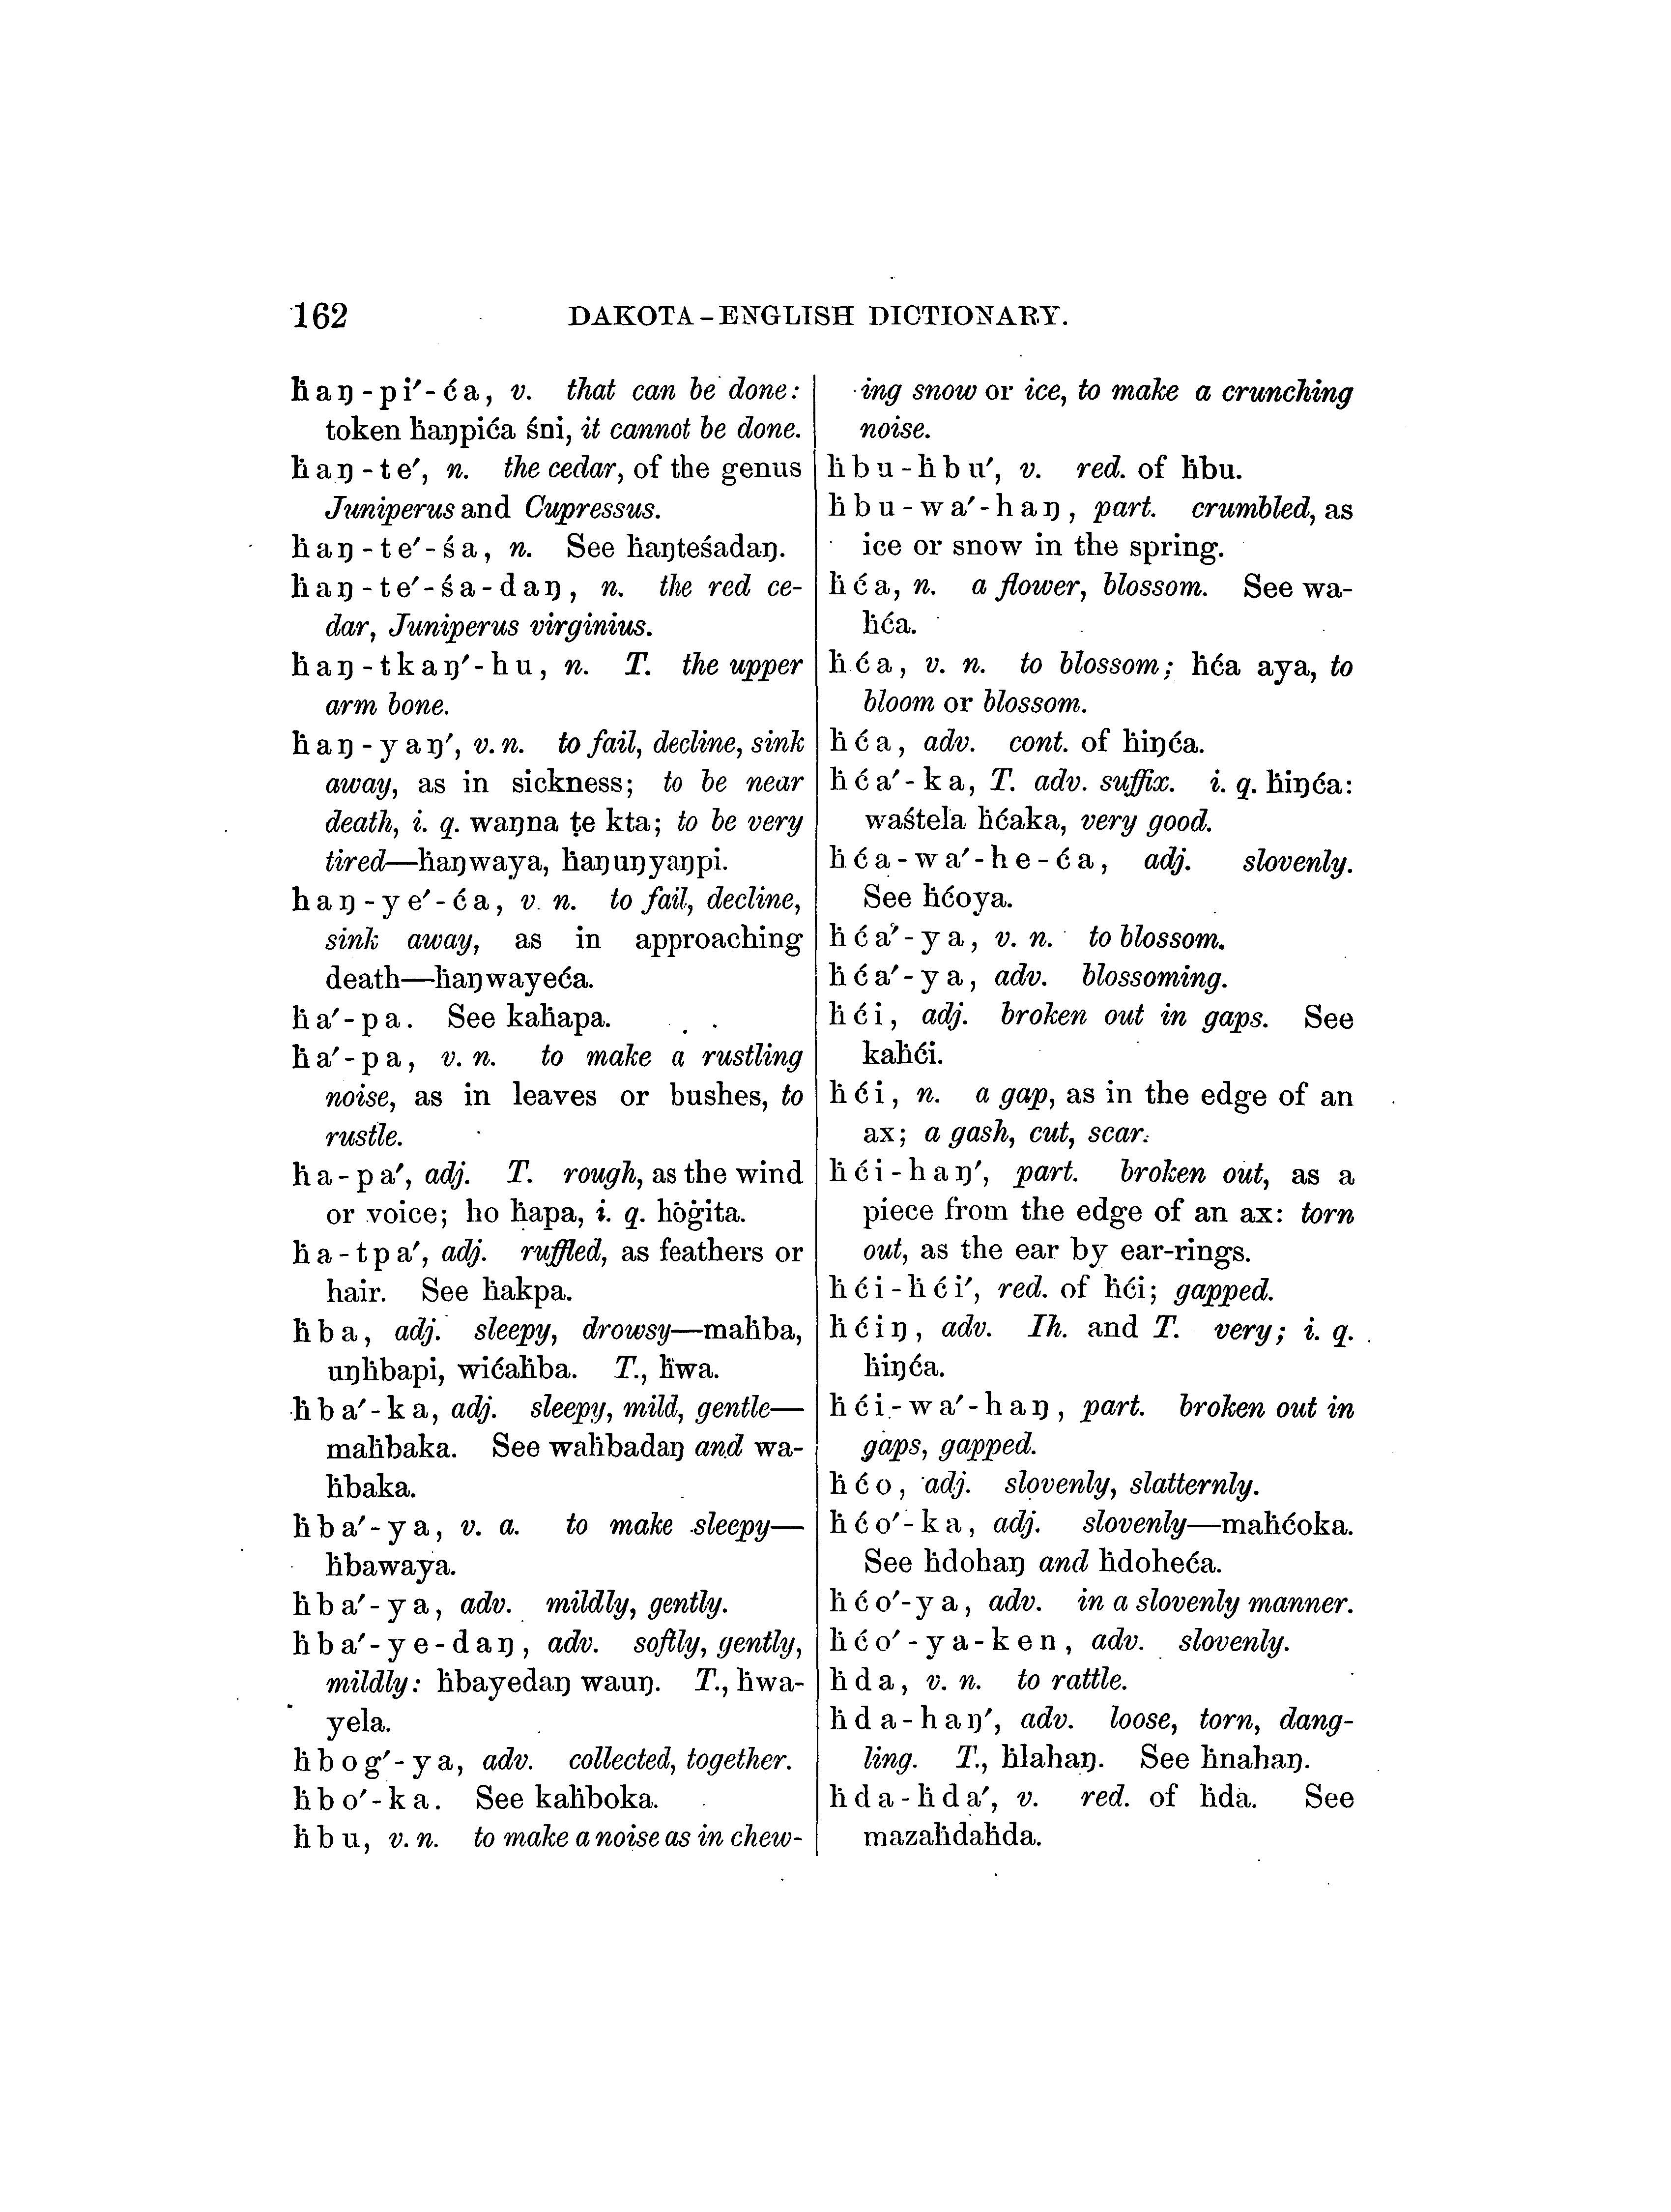 162 DAKOTA-ENGLISH DICTIONARY.
ḣaŋ-pi′-ća, v. that can be done:
token ḣaŋpića śni, it cannot be done.
ḣaŋ-te′, n. the cedar, of the genus
Juniperus and Cupressus.
ḣaŋ-te′-śa, n. See ḣaŋteśadaŋ.
ḣaŋ-te′-śa-daŋ, n. the red ce-
dar, Juniperus virginius.
ḣaŋ-tkaŋ′-hu, n. T. the upper
arm bone.
ḣaŋ-yaŋ′, v. n. to fail, decline, sink
away, as in sickness; to be near
death, i. q. waŋna ṭe kta; to be very
tired—ḣaŋwaya, ḣaŋuŋyaŋpi.
haŋ-ye′-ća, v. n. to fail, decline,
sink away, as in approaching
death—ḣaŋwayeća.
ḣa′-pa. See kaḣapa.
ḣa′-pa, v. n. to make a rustling
noise, as in leaves or bushes, to
rustle.
ḣa-pa′, adj. T. rough, as the wind
or voice; ho ḣapa, i. q. hoġita.
ḣa-tpa′, adj. ruffled, as feathers or
hair. See ḣakpa.
ḣba, adj. sleepy, drowsy—maḣba,
uŋḣbapi, wićaḣba. T., ḣwa.
ḣba′-ka, adj. sleepy, mild, gentle—
maḣbaka. See waḣbadaŋ and wa-
ḣbaka.
ḣba′-ya, v. a. to make sleepy—
ḣbawaya.
ḣba′-ya, adv. mildly, gently.
ḣba′-ye-daŋ, adv. softly, gently,
mildly: ḣbayedaŋ wauŋ. T., ḣwa-
yela.
ḣbog′-ya, adv. collected, together.
ḣbo′-ka. See kaḣboka.
ḣbu, v. n. to make a noise as in chew-
ing snow or ice, to make a crunching
noise.
ḣbu-ḣbu′, v. red. of ḣbu.
ḣbu-wa′-haŋ, part. crumbled, as
ice or snow in the spring.
ḣća, n. a flower, blossom. See wa-
ḣća.
ḣća, v. n. to blossom; ḣća aya, to
bloom or blossom.
ḣća, adv. cont. of ḣiŋća.
ḣća′-ka, T. adv. suffix. i. q. ḣiŋća:
waśtela ḣćaka, very good.
ḣća-wa′-he-ća, adj. slovenly.
See ḣćoya.
ḣća′-ya, v. n. to blossom.
ḣća′-ya, adv. blossoming.
ḣći, adj. broken out in gaps. See
kaḣći.
ḣći, n. a gap, as in the edge of an
ax; a gash, cut, scar.
ḣći-haŋ′, part. broken out, as a
piece from the edge of an ax: torn
out, as the ear by ear-rings.
ḣći-ḣći′, red. of ḣći; gapped.
ḣćiŋ, adv. Ih. and T. very; i. q.
ḣiŋća.
ḣći-wa′-haŋ, part. broken out in
gaps, gapped.
ḣćo, adj. slovenly, slatternly.
ḣćo′-ka, adj. slovenly—maḣćoka.
See ḣdohaŋ and ḣdoheća.
ḣćo′-ya, adv. in a slovenly manner.
ḣćo′-ya-ken, adv. slovenly.
ḣda, v. n. to rattle.
ḣda-haŋ′, adv. loose, torn, dang-
ling. T., ḣlahaŋ. See ḣnahaŋ.
ḣda-ḣda′, v. red. of ḣda. See
mazaḣdaḣda.